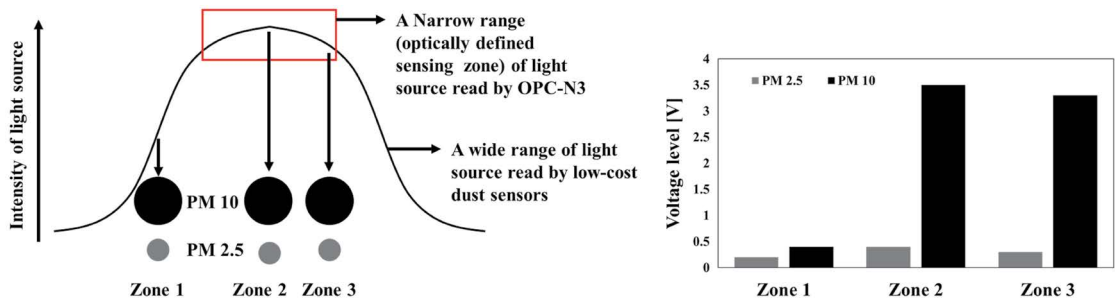 Intensity of light source
A Narrow range
(optically defined
sensing zone) of light
source read by OPC-N3
A wide range of light
source read by low-cost
dust sensors
PM 10
PM 2.5
Zone 1 Zone 2 Zone 3
Voltage level [V]
4
3.5
3
2.5
2
1.5
1
0.5
0
PM 2.5 PM 10
Zone 1 Zone 2 Zone 3